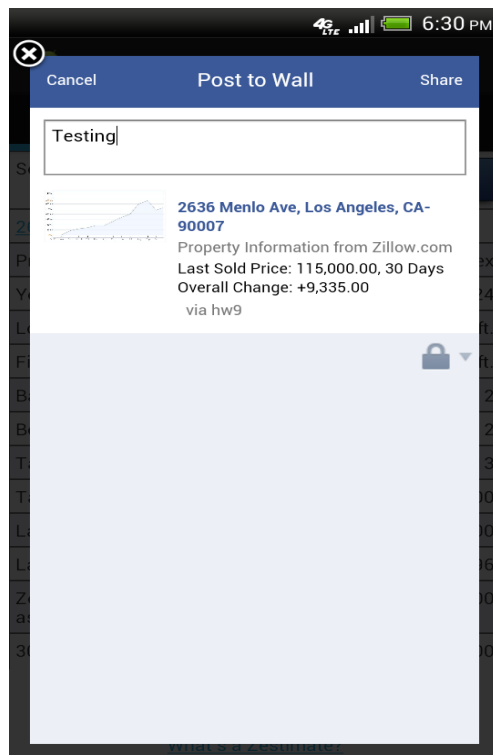 4G LTE 6:30 PM
Cancel Post to Wall Share
Testing
2636 Menlo Ave, Los Angeles, CA-
90007
Property Information from Zillow.com
Last Sold Price: 115,000.00, 30 Days
Overall Change: +9,335.00
via hw9
What's a Zestimate?